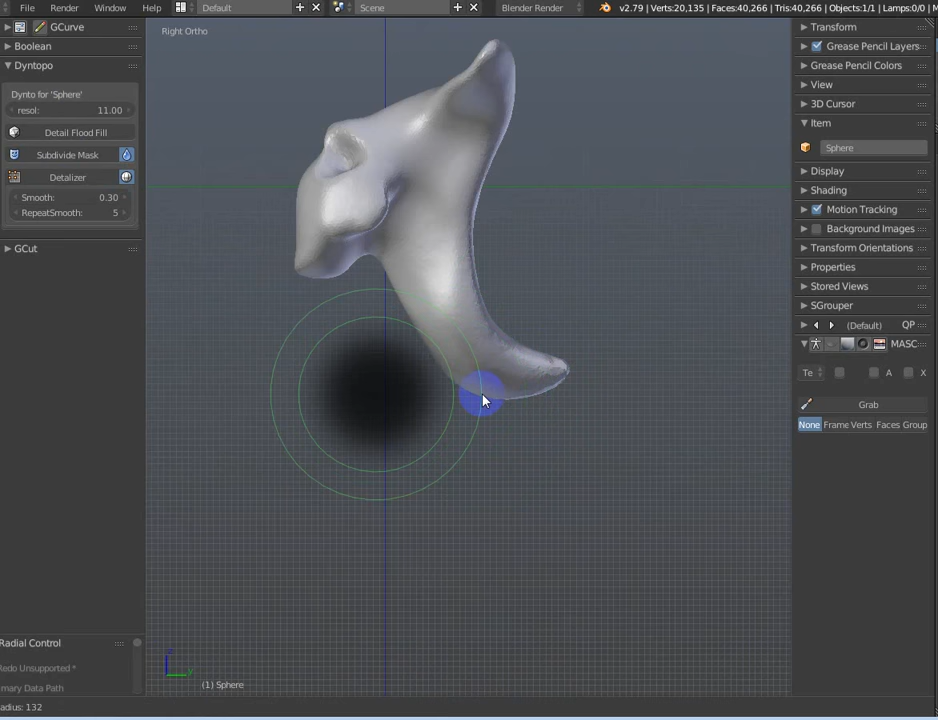 File Render Window Help Default Scene Blender Render v2.79 | Verts:20,135 | Faces:40,266 | Tris:40,266 | Objects:1/1 | Lamps:0/0 | M
GCurve
Boolean
Dyntopo
Dynto for 'Sphere'
resol: 11.00
Detail Flood Fill
Subdivide Mask
Detalizer
Smooth: 0.30
RepeatSmooth: 5
GCut
Radial Control
Redo Unsupported *
mary Data Path
adius: 132
Right Ortho
z
y
(1) Sphere
Transform
Grease Pencil Layers
Grease Pencil Colors
View
3D Cursor
Item
Sphere
Display
Shading
Motion Tracking
Background Images
Transform Orientations
Properties
Stored Views
SGrouper
(Default) QP
MASC
Te A X
Grab
None Frame Verts Faces Group